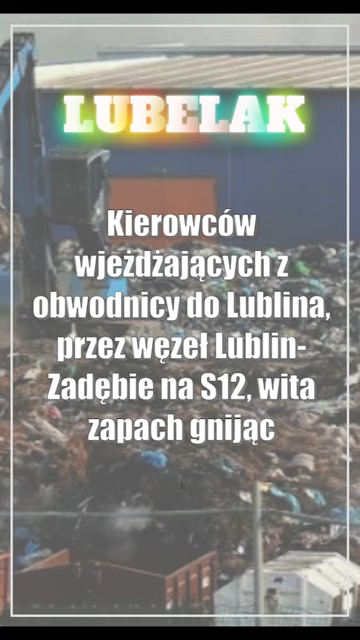 LUBELAK
Kierowców
wjeżdżających z
obwodnicy do Lublina,
przez węzeł Lublin-
Zadębie na S12, wita
zapach gnijąc